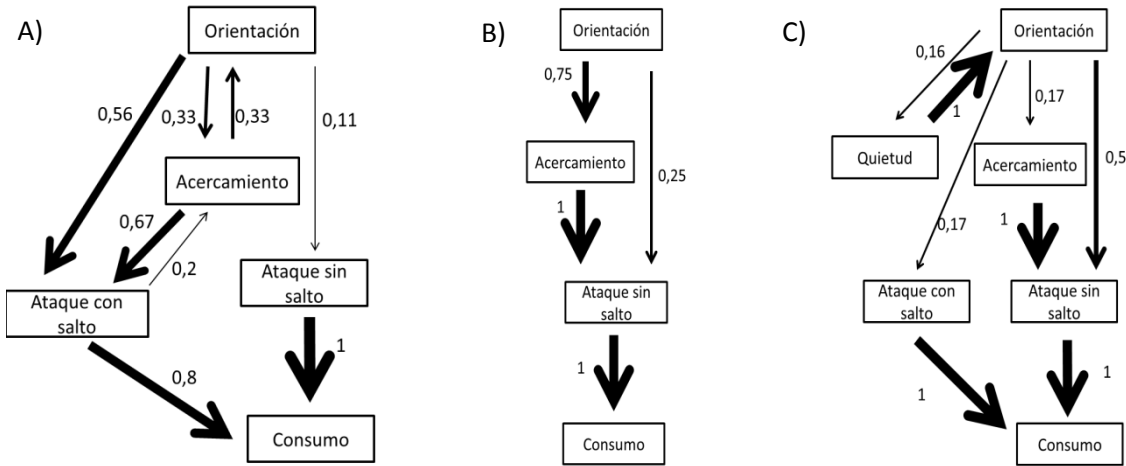 A)
Orientación
0,56
0,33
0,33
0,11
Acercamiento
0,67
0,2
Ataque con
salto
Ataque sin
salto
0,8
1
Consumo
B)
Orientación
0,75
Acercamiento
0,25
1
Ataque sin
salto
1
Consumo
C)
Orientación
0,16
1
0,17
Quietud
Acercamiento
0,5
0,17
1
Ataque con
salto
Ataque sin
salto
1
1
Consumo